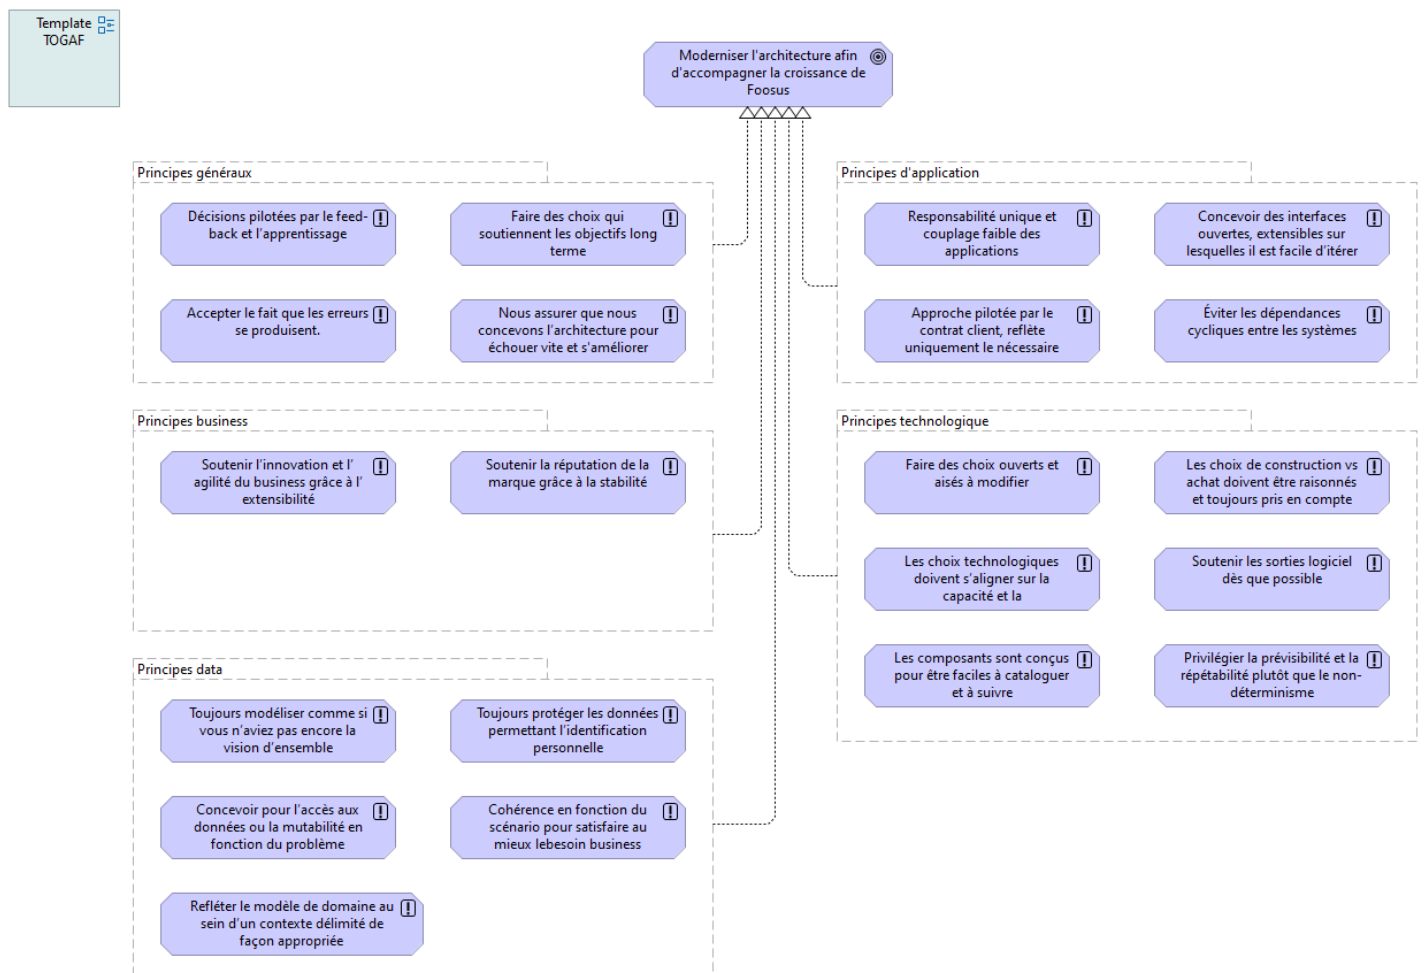 Template
TOGAF
Moderniser l'architecture afin
d'accompagner la croissance de
Foosus
Principes généraux
Décisions pilotées par le feed-
back et l'apprentissage
Faire des choix qui
soutiennent les objectifs long
terme
Accepter le fait que les erreurs
se produisent.
Nous assurer que nous
concevons l'architecture pour
échouer vite et s'améliorer
Principes d'application
Responsabilité unique et
couplage faible des
applications
Concevoir des interfaces
ouvertes, extensibles sur
lesquelles il est facile d'itérer
Approche pilotée par le
contrat client, reflète
uniquement le nécessaire
Éviter les dépendances
cycliques entre les systèmes
Principes business
Soutenir l'innovation et l'
agilité du business grâce à l'
extensibilité
Soutenir la réputation de la
marque grâce à la stabilité
Principes technologique
Faire des choix ouverts et
aisés à modifier
Les choix de construction vs
achat doivent être raisonnés
et toujours pris en compte
Les choix technologiques
doivent s'aligner sur la
capacité et la
Soutenir les sorties logiciel
dès que possible
Les composants sont conçus
pour être faciles à cataloguer
et à suivre
Privilégier la prévisibilité et la
répétabilité plutôt que le non-
déterminisme
Principes data
Toujours modéliser comme si
vous n'aviez pas encore la
vision d'ensemble
Toujours protéger les données
permettant l'identification
personnelle
Concevoir pour l'accès aux
données ou la mutabilité en
fonction du problème
Cohérence en fonction du
scénario pour satisfaire au
mieux lebesoin business
Refléter le modèle de domaine au
sein d'un contexte délimité de
façon appropriée